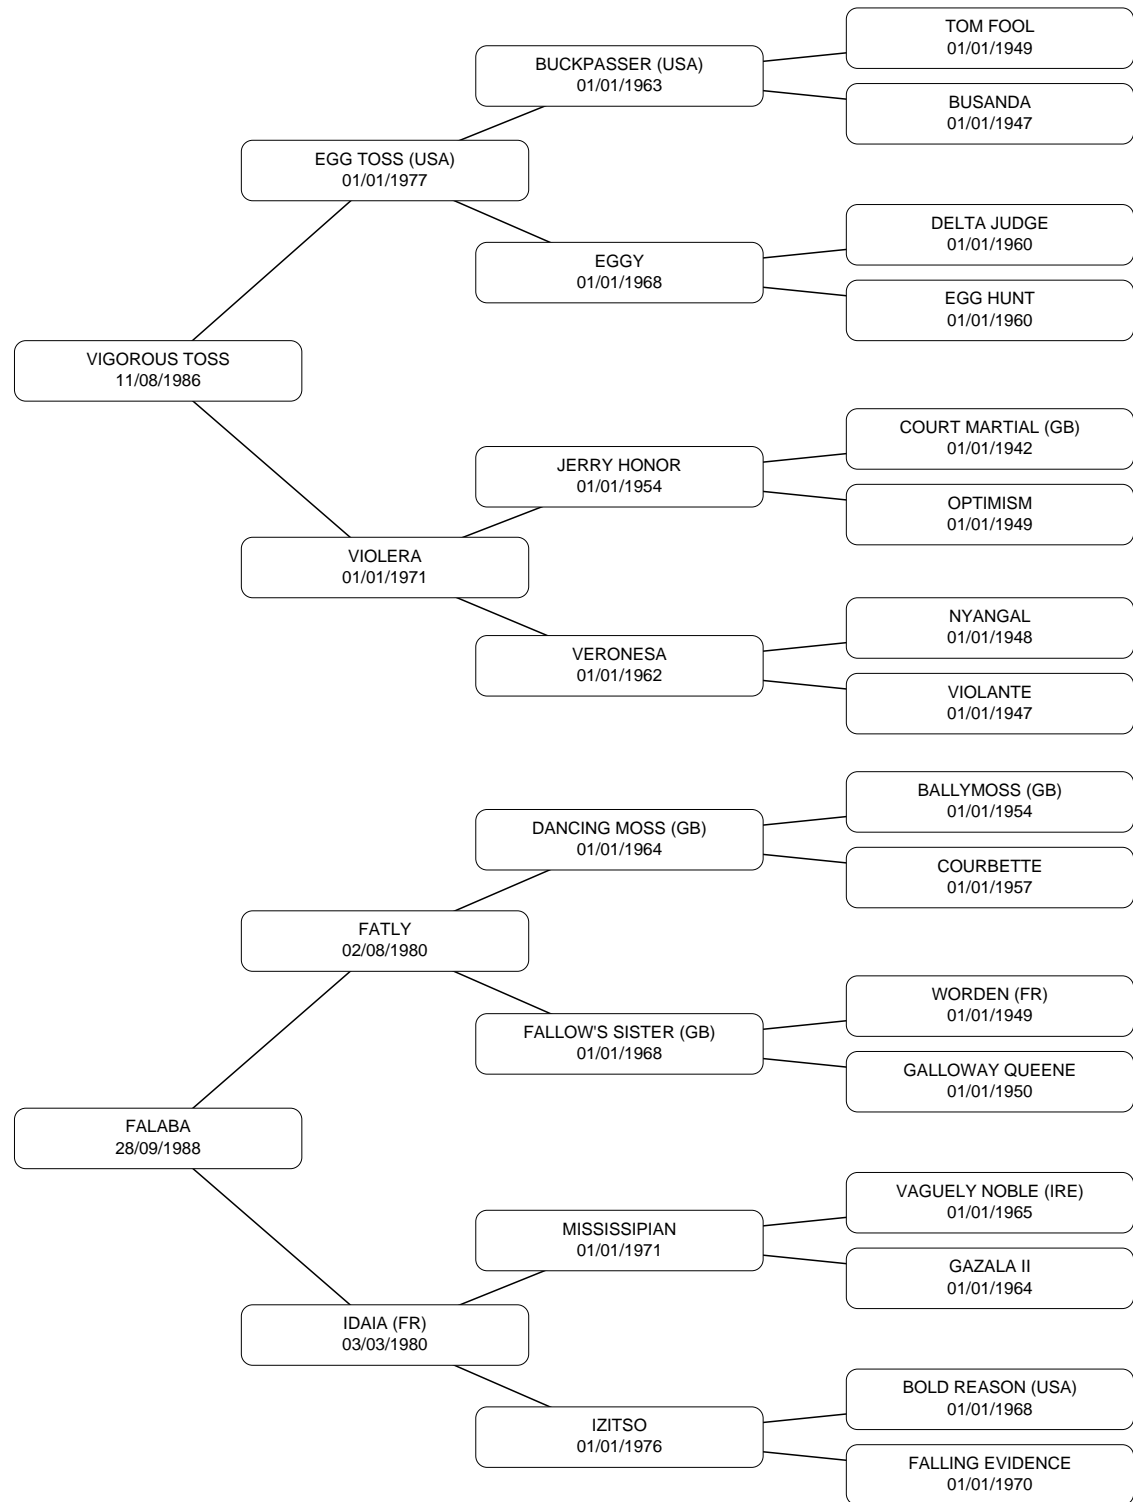 TOM FOOL
01/01/1949
BUCKPASSER (USA)
01/01/1963
BUSANDA
01/01/1947
EGG TOSS (USA)
01/01/1977
DELTA JUDGE
01/01/1960
EGGY
01/01/1968
EGG HUNT
01/01/1960
VIGOROUS TOSS
11/08/1986
COURT MARTIAL (GB)
01/01/1942
JERRY HONOR
01/01/1954
OPTIMISM
01/01/1949
VIOLERA
01/01/1971
NYANGAL
01/01/1948
VERONESA
01/01/1962
VIOLANTE
01/01/1947
BALLYMOSS (GB)
01/01/1954
DANCING MOSS (GB)
01/01/1964
COURBETTE
01/01/1957
FATLY
02/08/1980
WORDEN (FR)
01/01/1949
FALLOW'S SISTER (GB)
01/01/1968
GALLOWAY QUEENE
01/01/1950
FALABA
28/09/1988
VAGUELY NOBLE (IRE)
01/01/1965
MISSISSIPIAN
01/01/1971
GAZALA II
01/01/1964
IDAIA (FR)
03/03/1980
BOLD REASON (USA)
01/01/1968
IZITSO
01/01/1976
FALLING EVIDENCE
01/01/1970